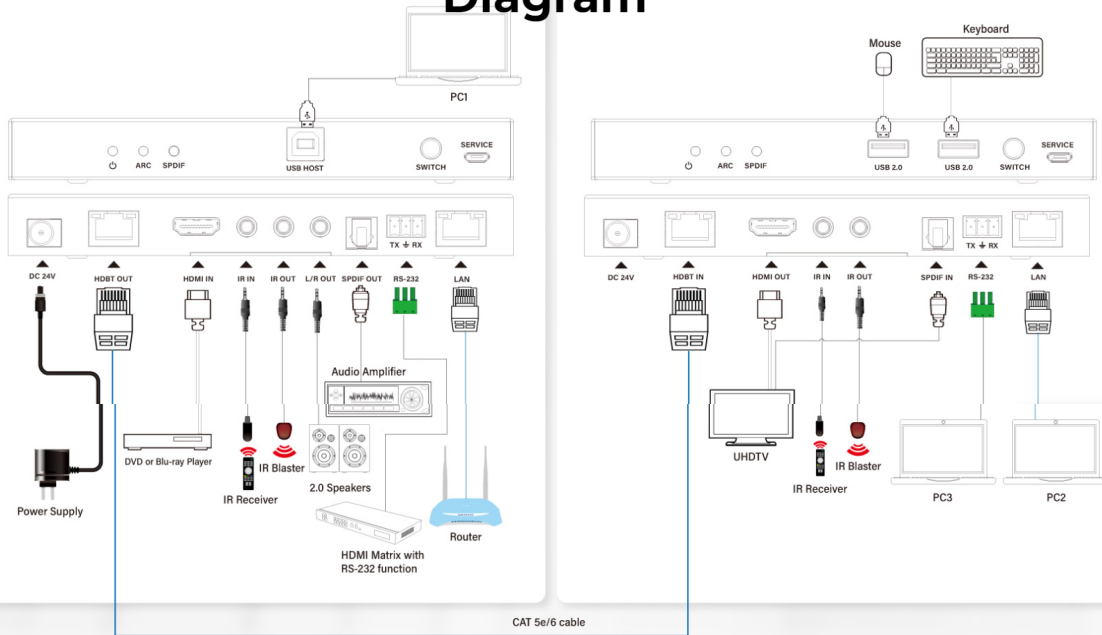 Diagram
PC1
USB HOST
ARC
SPDIF
SWITCH
SERVICE
TX RX
DC 24V
HDBT OUT
HDMI IN
IR IN
IR OUT
L/R OUT
SPDIF OUT
RS-232
LAN
Audio Amplifier
DVD or Blu-ray Player
IR Blaster
IR Receiver
2.0 Speakers
Power Supply
Router
HDMI Matrix with
RS-232 function
Mouse
Keyboard
ARC
SPDIF
USB 2.0
USB 2.0
SWITCH
SERVICE
TX RX
DC 24V
HDBT IN
HDMI OUT
IR IN
IR OUT
SPDIF IN
RS-232
LAN
UHDTV
IR Blaster
IR Receiver
PC3
PC2
CAT 5e/6 cable